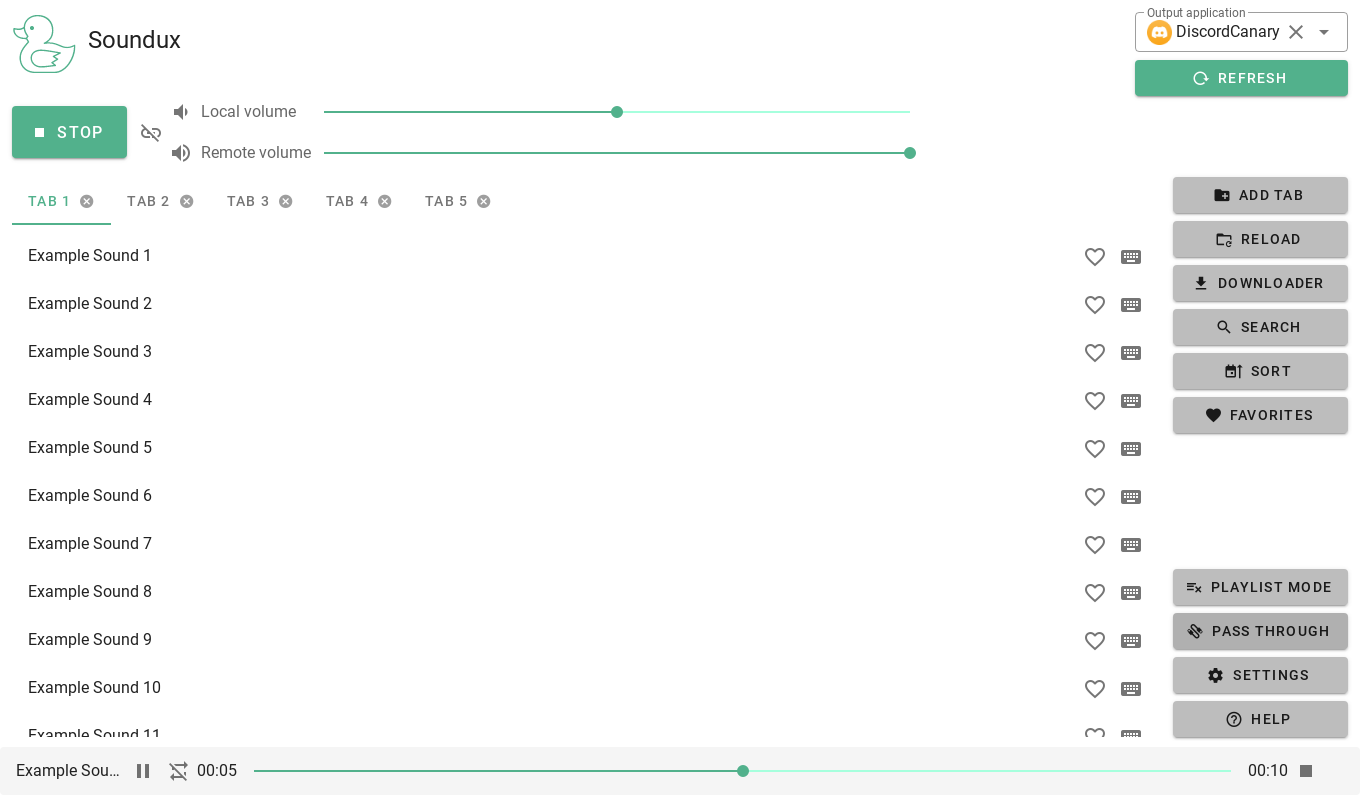 Soundux
Output application
DiscordCanary
REFRESH
STOP
Local volume
Remote volume
TAB 1
TAB 2
TAB 3
TAB 4
TAB 5
ADD TAB
RELOAD
DOWNLOADER
SEARCH
SORT
FAVORITES
Example Sound 1
Example Sound 2
Example Sound 3
Example Sound 4
Example Sound 5
Example Sound 6
Example Sound 7
Example Sound 8
Example Sound 9
Example Sound 10
Example Sound 11
PLAYLIST MODE
PASS THROUGH
SETTINGS
HELP
Example Sou...
00:05
00:10